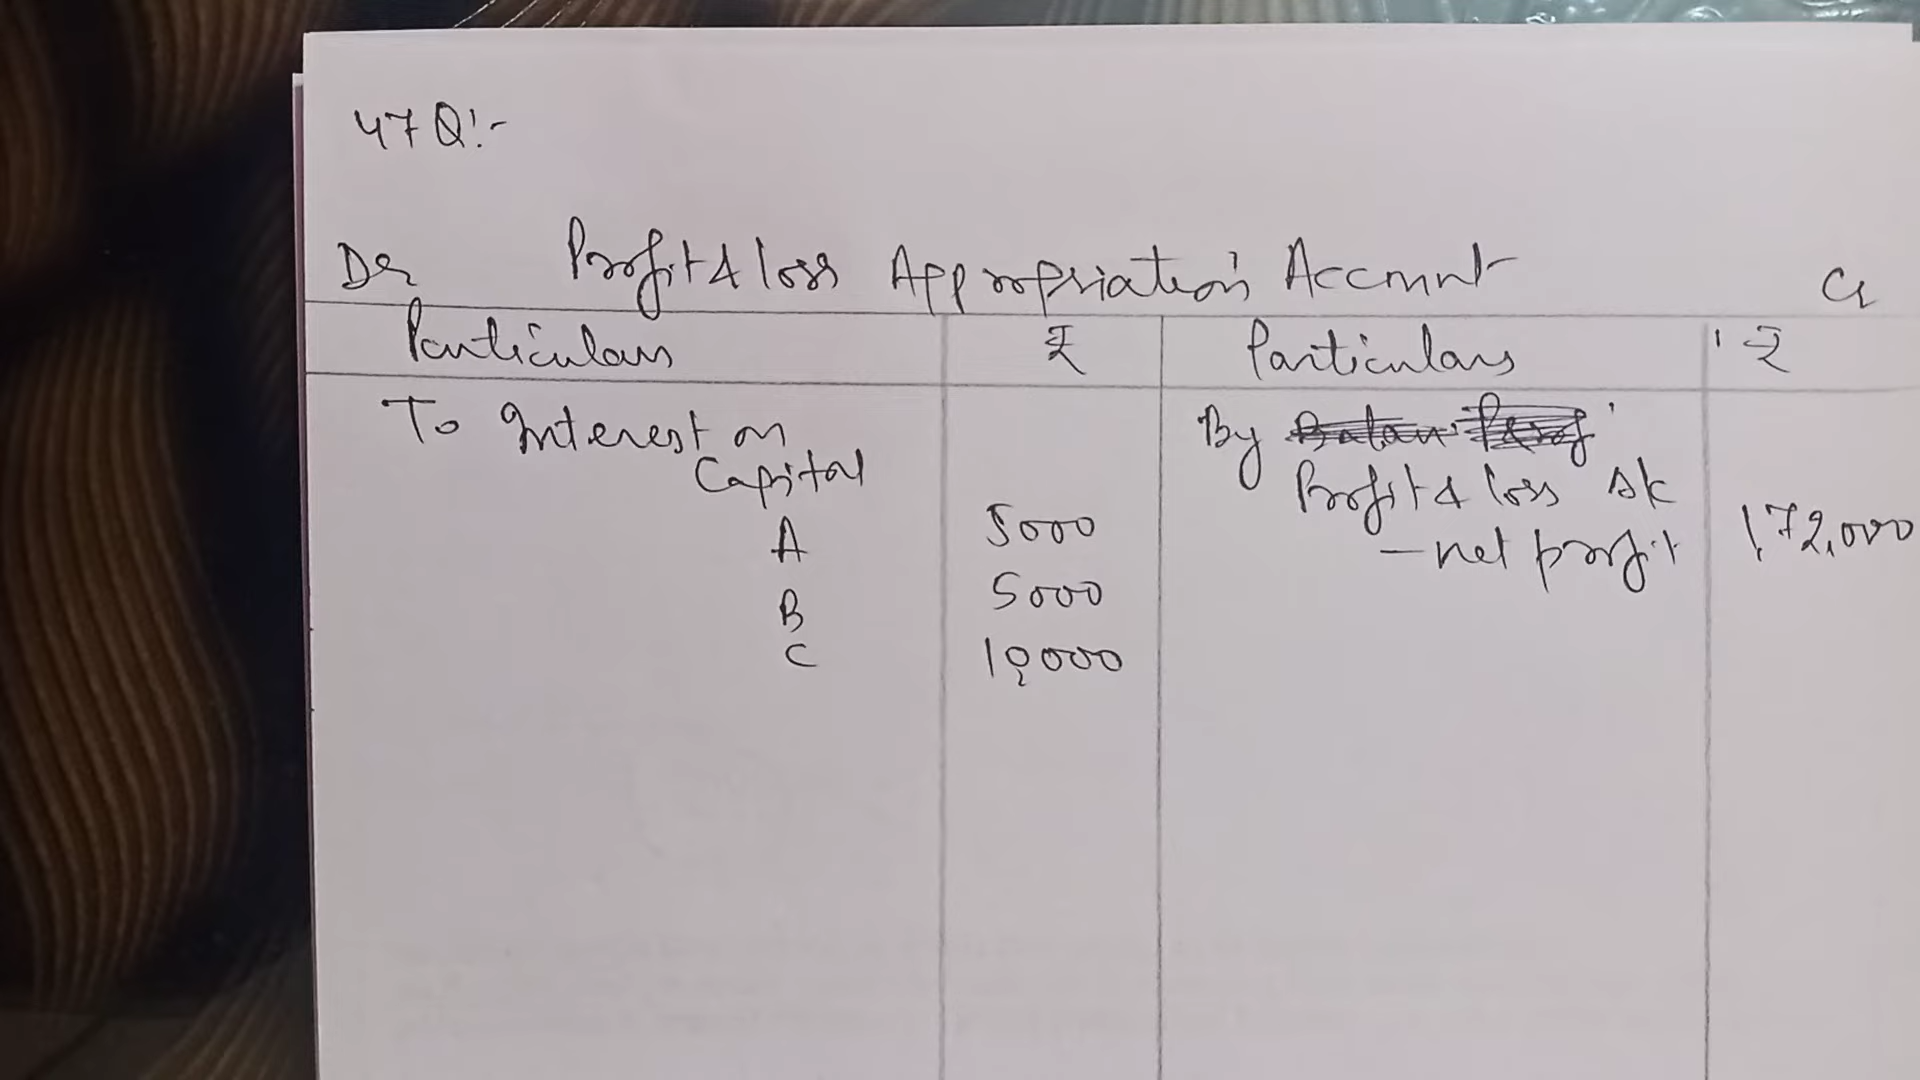 47 Q:-
Dr Profit & loss Appropriation Account Cr
Particulars ₹ Particulars ₹
To Interest on By
Capital Profit & loss A/c
A 5000 - net profit 172,000
B 5000
C 10,000